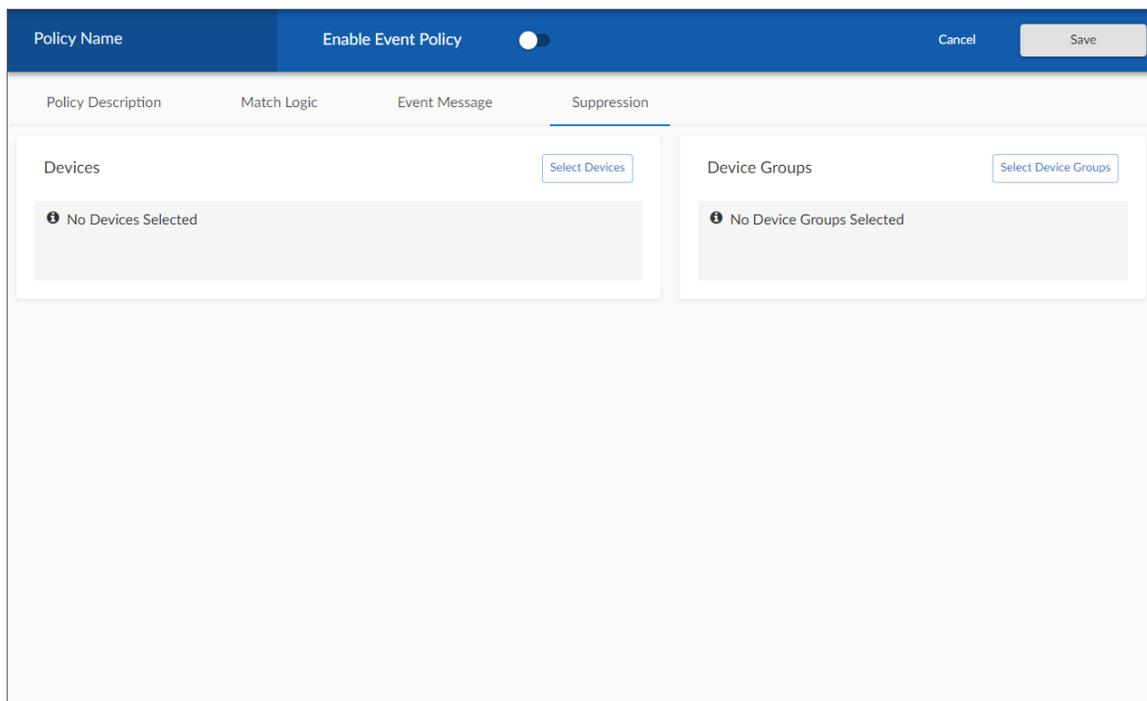 Policy Name
Enable Event Policy
Cancel
Save
Policy Description
Match Logic
Event Message
Suppression
Devices
Select Devices
No Devices Selected
Device Groups
Select Device Groups
No Device Groups Selected